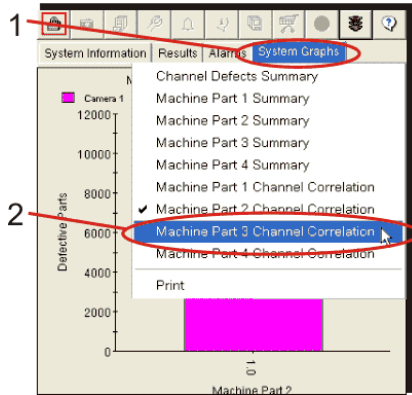 1
System Information Results Alarms System Graphs
M
Camera 1
Channel Defects Summary
Machine Part 1 Summary
Machine Part 2 Summary
Machine Part 3 Summary
Machine Part 4 Summary
Machine Part 1 Channel Correlation
Machine Part 2 Channel Correlation
2
Machine Part 3 Channel Correlation
Machine Part 4 Channel Correlation
Print
Defective Parts
12000
10000
8000
6000
4000
2000
0
1.0
Machine Part 2